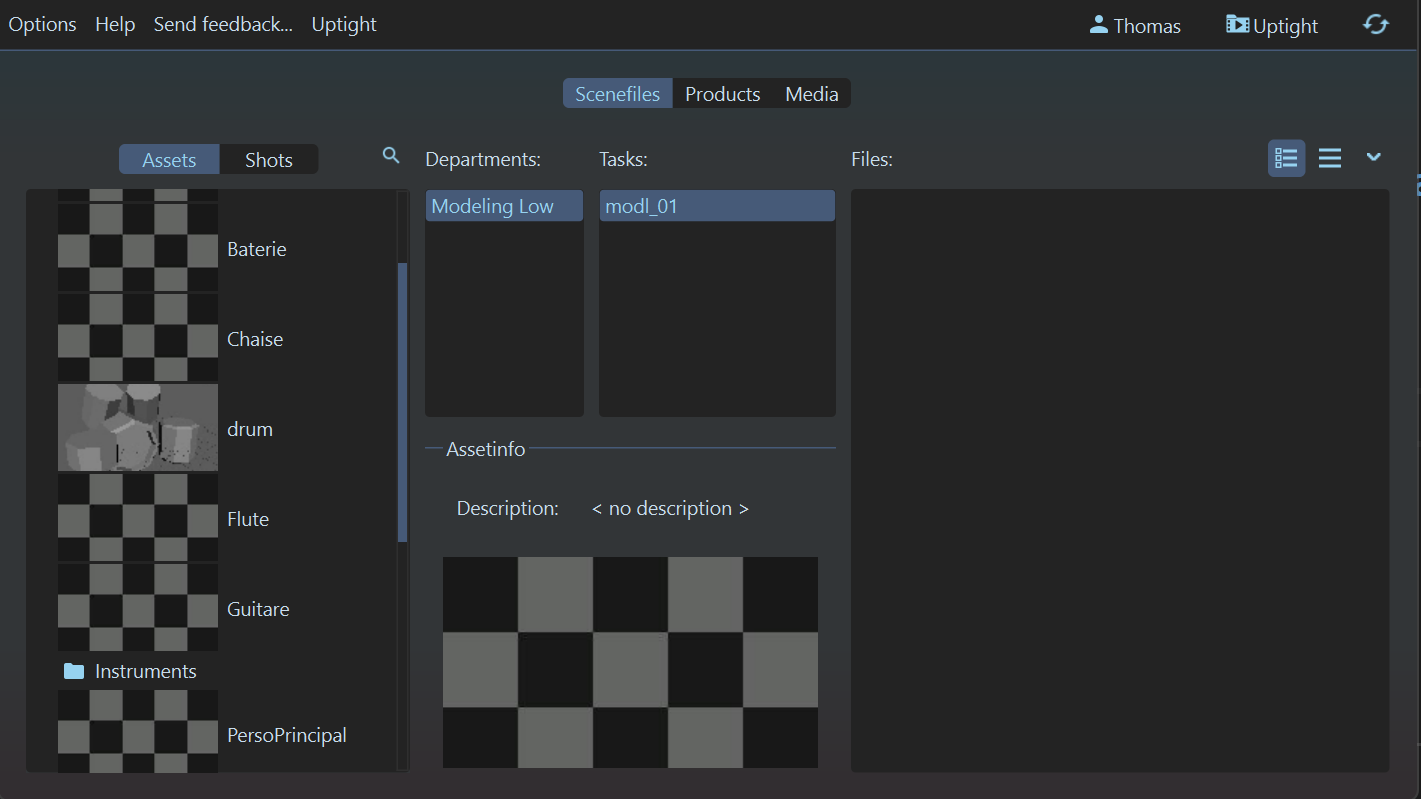 Options Help Send feedback... Uptight Thomas Uptight
Scenefiles Products Media
Assets Shots
Departments:
Tasks:
Files:
Baterie
Chaise
drum
Flute
Guitare
Instruments
PersoPrincipal
Modeling Low
modl_01
Assetinfo
Description: < no description >